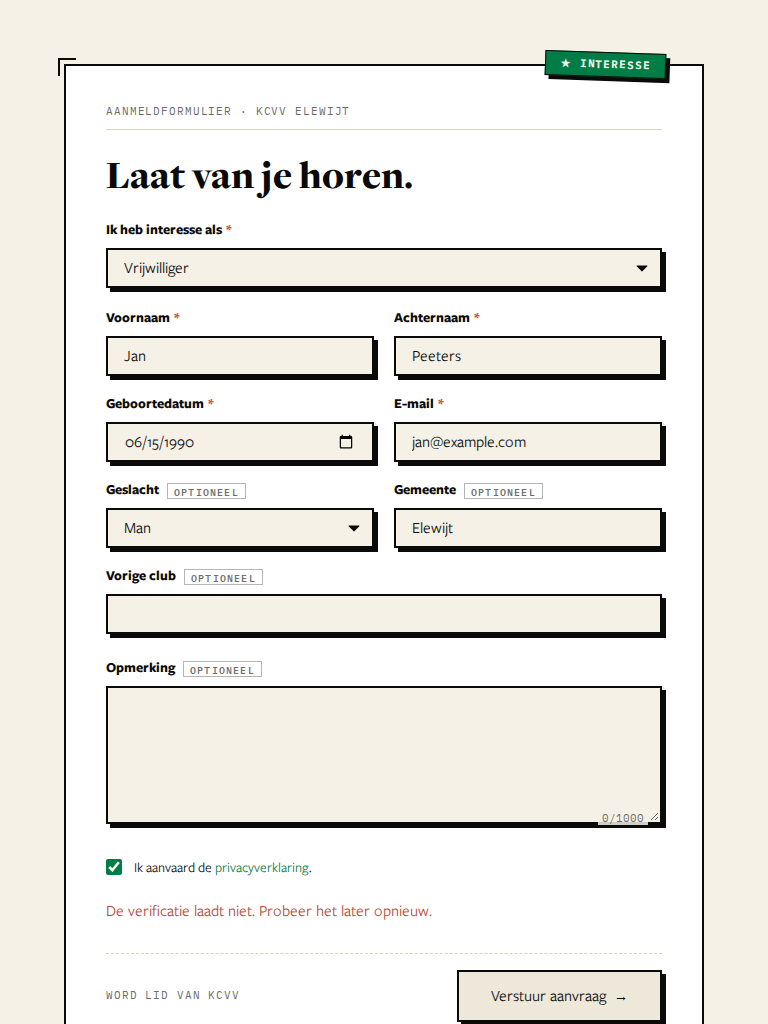 ★ INTERESSE
AANMELDFORMULIER · KCVV ELEWIJT
Laat van je horen.
Ik heb interesse als *
Vrijwilliger
Voornaam * Achternaam *
Jan Peeters
Geboortedatum * E-mail *
06/15/1990 jan@example.com
Geslacht OPTIONEEL Gemeente OPTIONEEL
Man Elewijt
Vorige club OPTIONEEL
Opmerking OPTIONEEL
0/1000
Ik aanvaard de privacyverklaring.
De verificatie laadt niet. Probeer het later opnieuw.
WORD LID VAN KCVV Verstuur aanvraag →